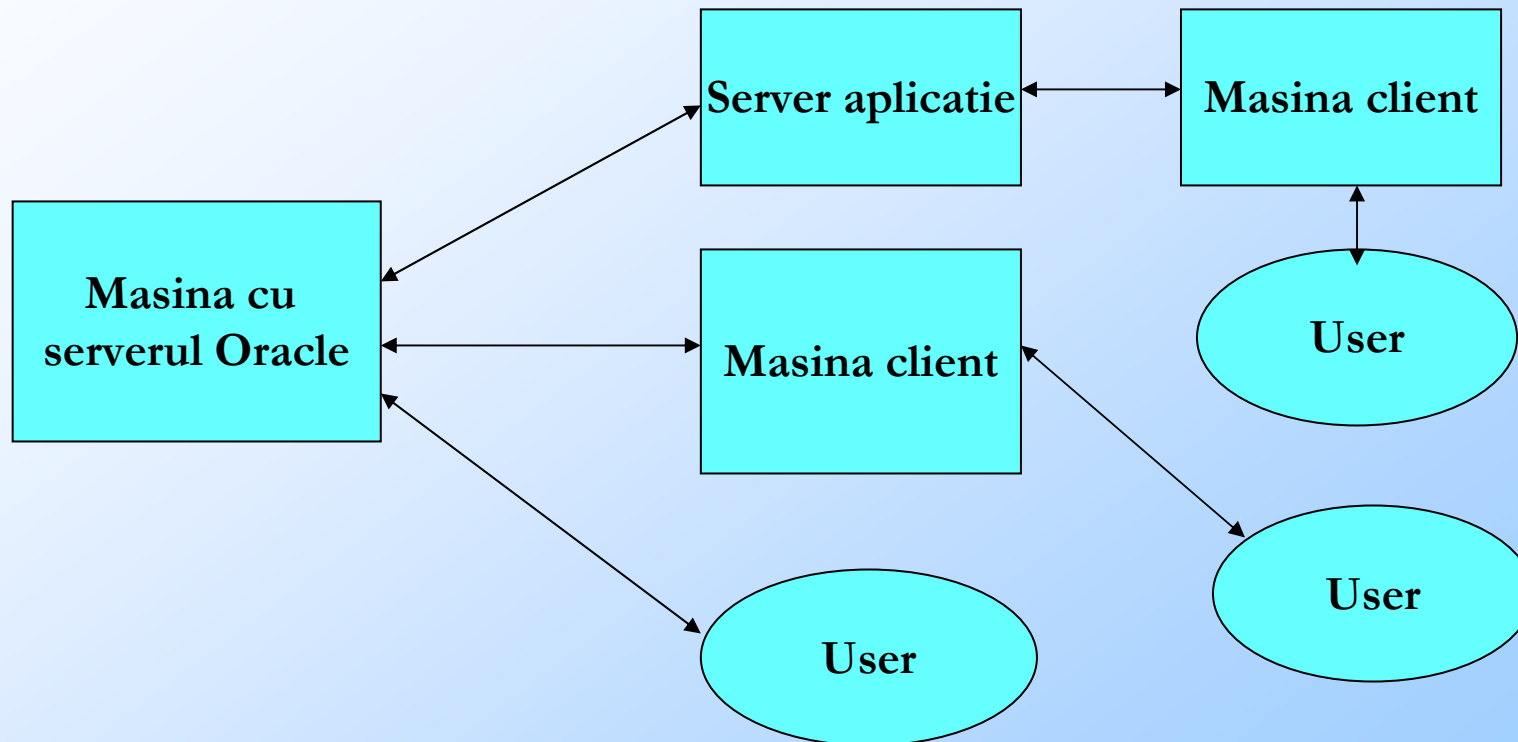 Server aplicatie
Masina client
Masina cu
serverul Oracle
Masina client
User
User
User